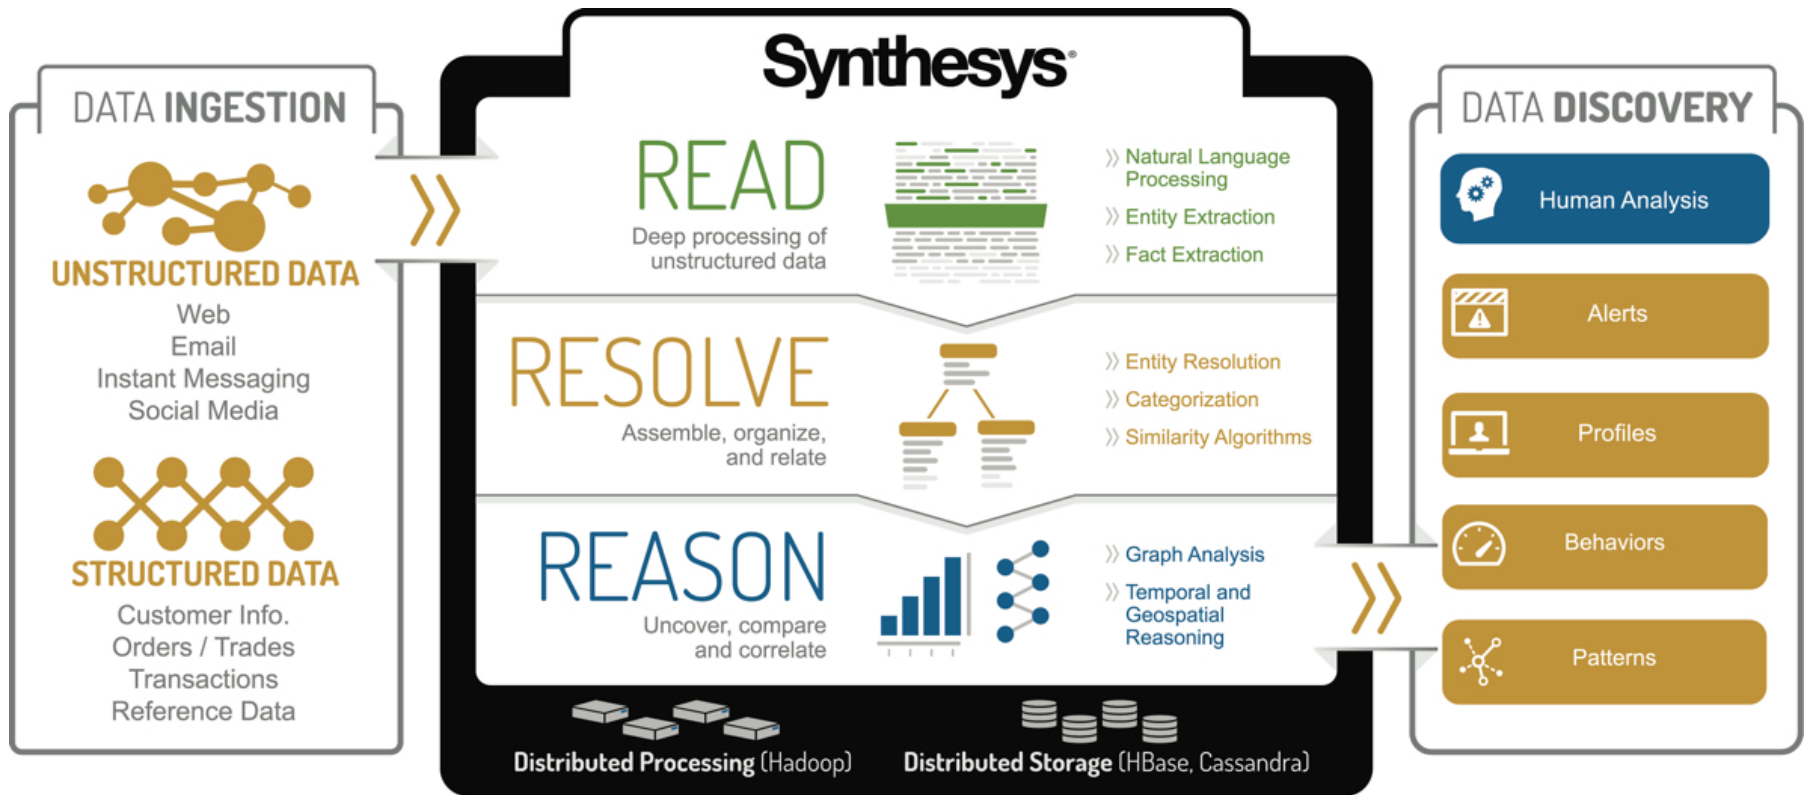 DATA INGESTION
UNSTRUCTURED DATA
Web
Email
Instant Messaging
Social Media
STRUCTURED DATA
Customer Info.
Orders / Trades
Transactions
Reference Data
Synthesys®
READ
Deep processing of
unstructured data
Natural Language
Processing
Entity Extraction
Fact Extraction
RESOLVE
Assemble, organize,
and relate
Entity Resolution
Categorization
Similarity Algorithms
REASON
Uncover, compare
and correlate
Graph Analysis
Temporal and
Geospatial
Reasoning
Distributed Processing (Hadoop)
Distributed Storage (HBase, Cassandra)
DATA DISCOVERY
Human Analysis
Alerts
Profiles
Behaviors
Patterns